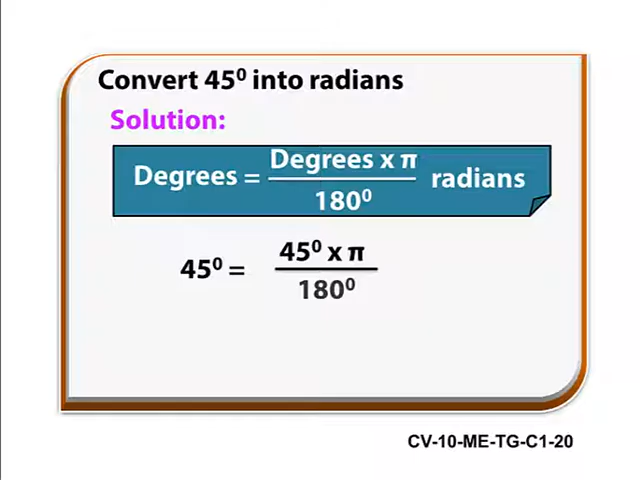 Convert 45⁰ into radians
Solution:
Degrees = Degrees x π / 180⁰ radians
45⁰ = 45⁰ x π / 180⁰
CV-10-ME-TG-C1-20